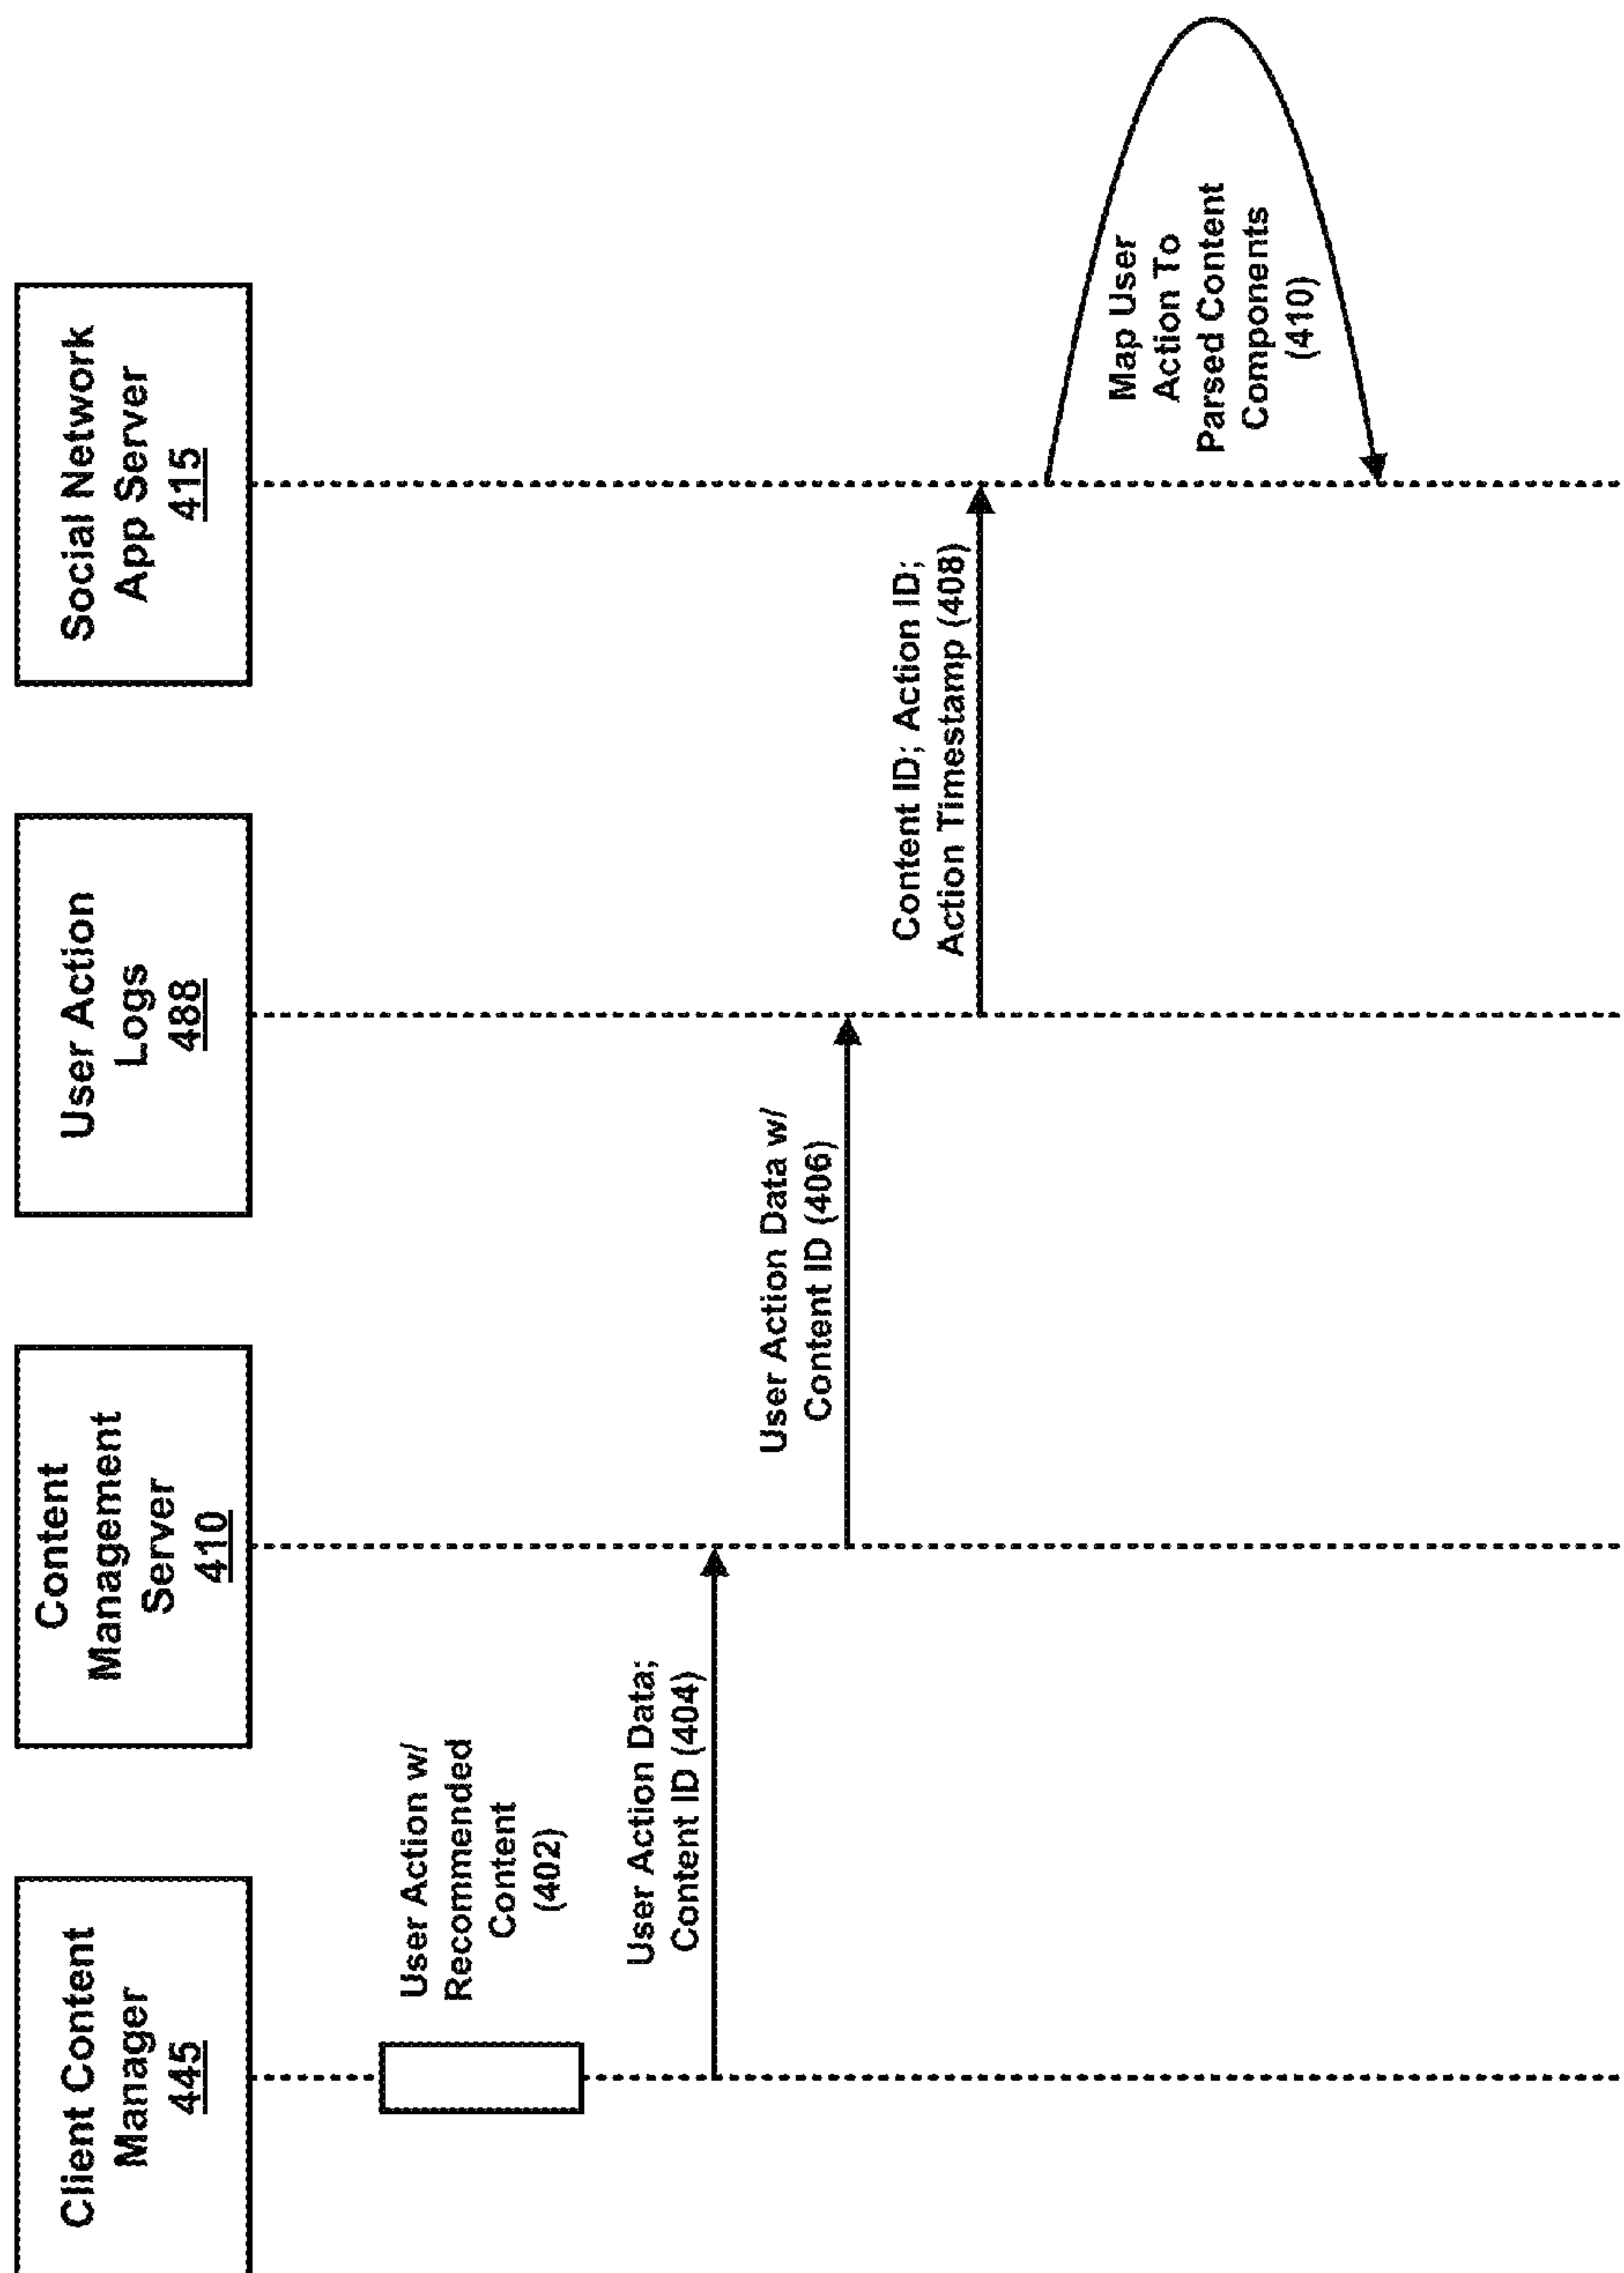 Client Content
Manager
445
Content
Management
Server
410
User Action
Logs
488
Social Network
App Server
415
User Action w/
Recommended
Content
(402)
User Action Data;
Content ID (404)
User Action Data w/
Content ID (406)
Content ID; Action ID;
Action Timestamp (408)
Map User
Action To
Parsed Content
Components
(410)